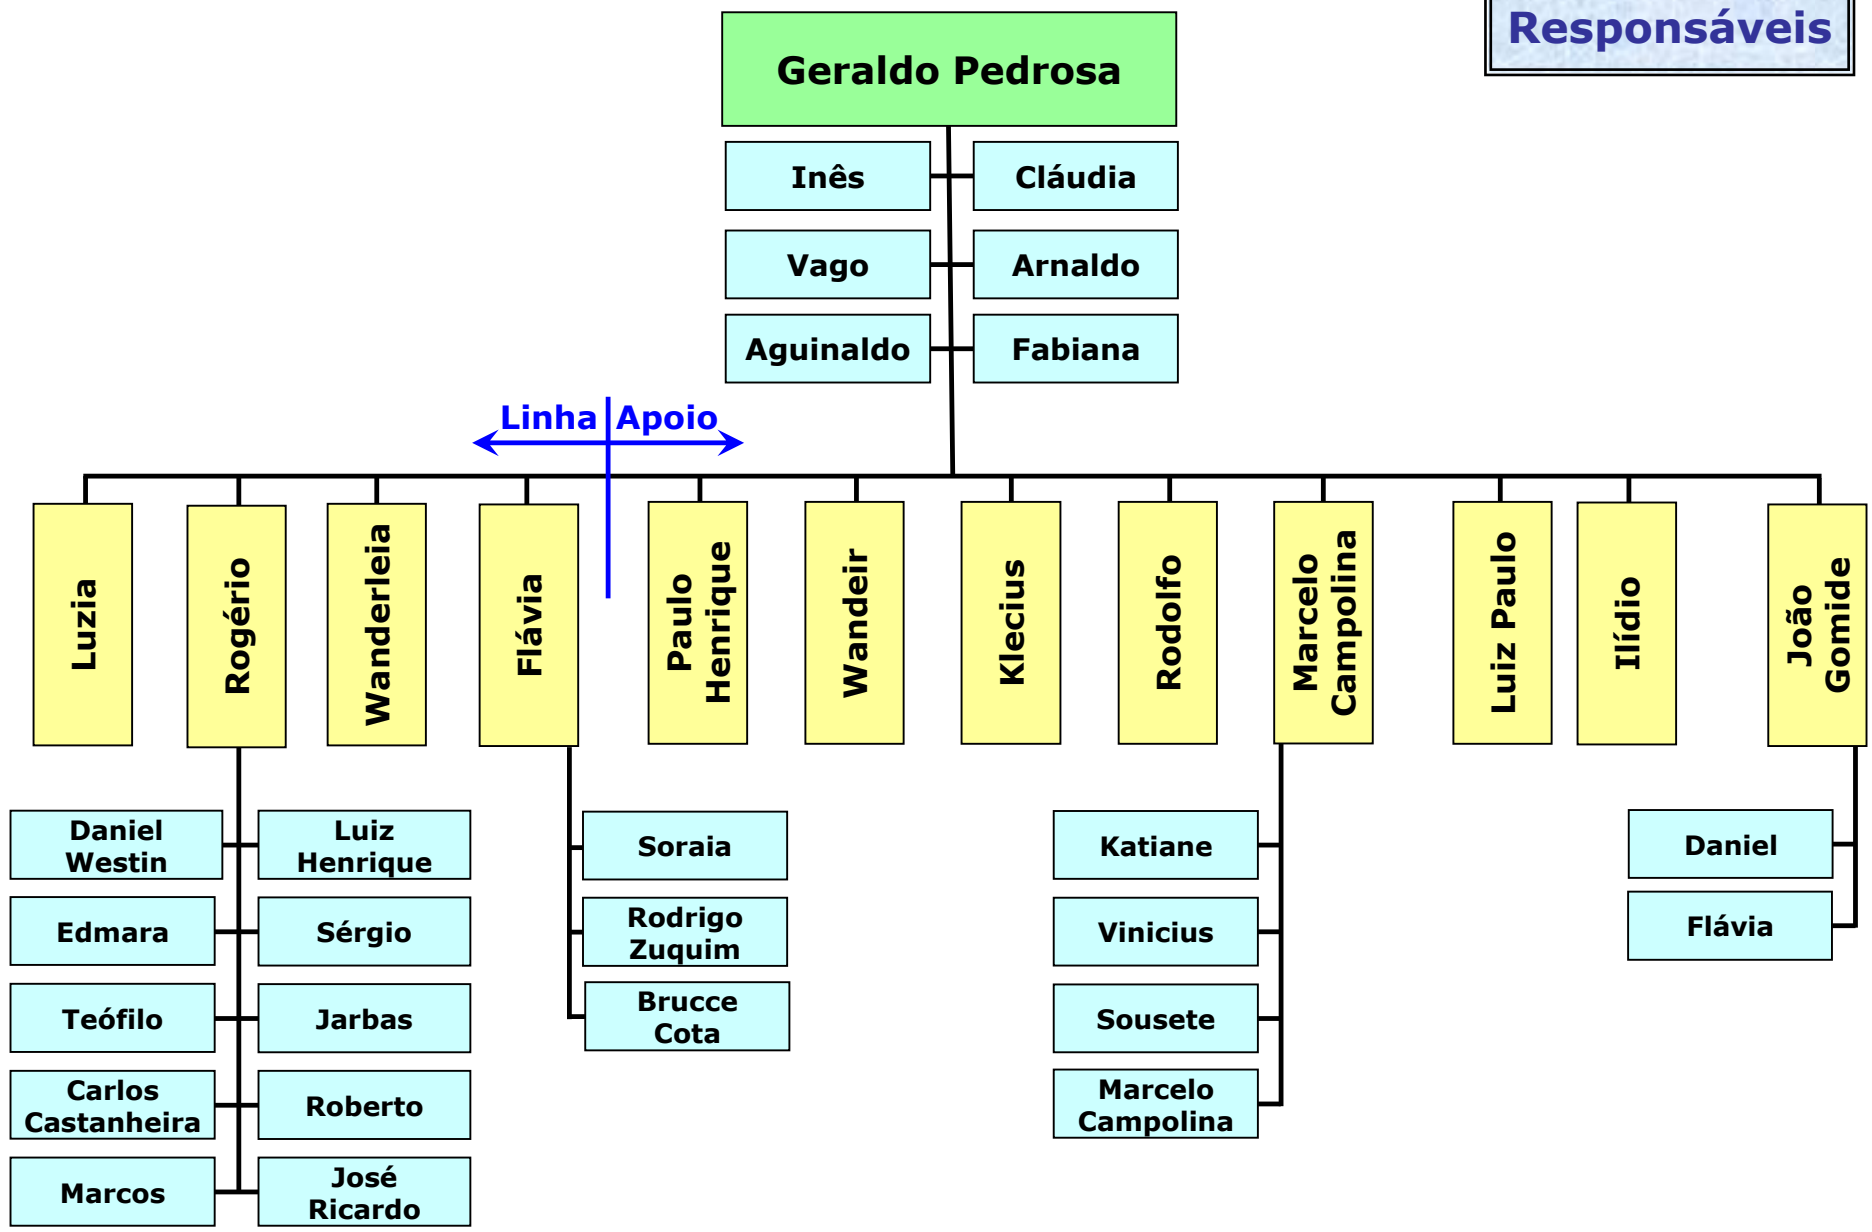 Responsáveis
Geraldo Pedrosa
Inês
Cláudia
Vago
Arnaldo
Aguinaldo
Fabiana
Linha
Apoio
Luzia
Rogério
Wanderleia
Flávia
Paulo
Henrique
Wandeir
Klecius
Rodolfo
Marcelo
Campolina
Luiz Paulo
Ilídio
João
Gomide
Daniel
Westin
Luiz
Henrique
Edmara
Sérgio
Teófilo
Jarbas
Carlos
Castanheira
Roberto
Marcos
José
Ricardo
Soraia
Rodrigo
Zuquim
Brucce
Cota
Katiane
Vinicius
Sousete
Marcelo
Campolina
Daniel
Flávia